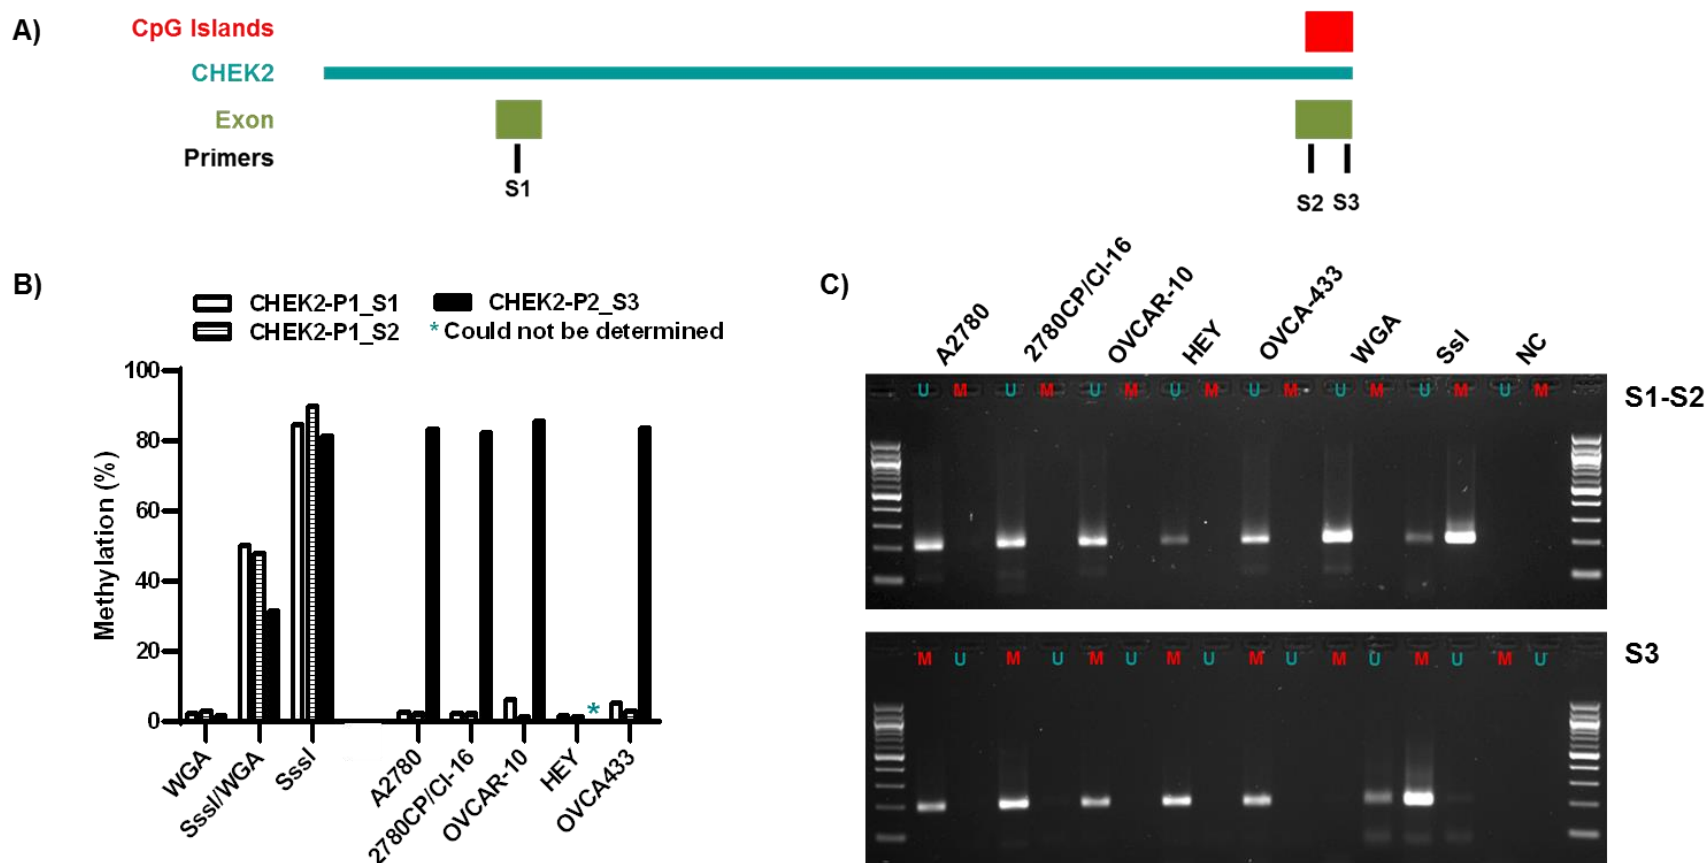 A)
CpG Islands
CHEK2
Exon
Primers
S1
S2 S3
B)
CHEK2-P1_S1
CHEK2-P2_S3
CHEK2-P1_S2
* Could not be determined
Methylation (%)
100
80
60
40
20
0
*
WGA
SssI/WGA
SssI
A2780
2780CP/CI-16
OVCAR-10
HEY
OVCA433
C)
A2780
2780CP/CI-16
OVCAR-10
HEY
OVCA-433
WGA
SsI
NC
U M U M U M U M U M U M U M U M
S1-S2
M U M U M U M U M U M U M U M U
S3